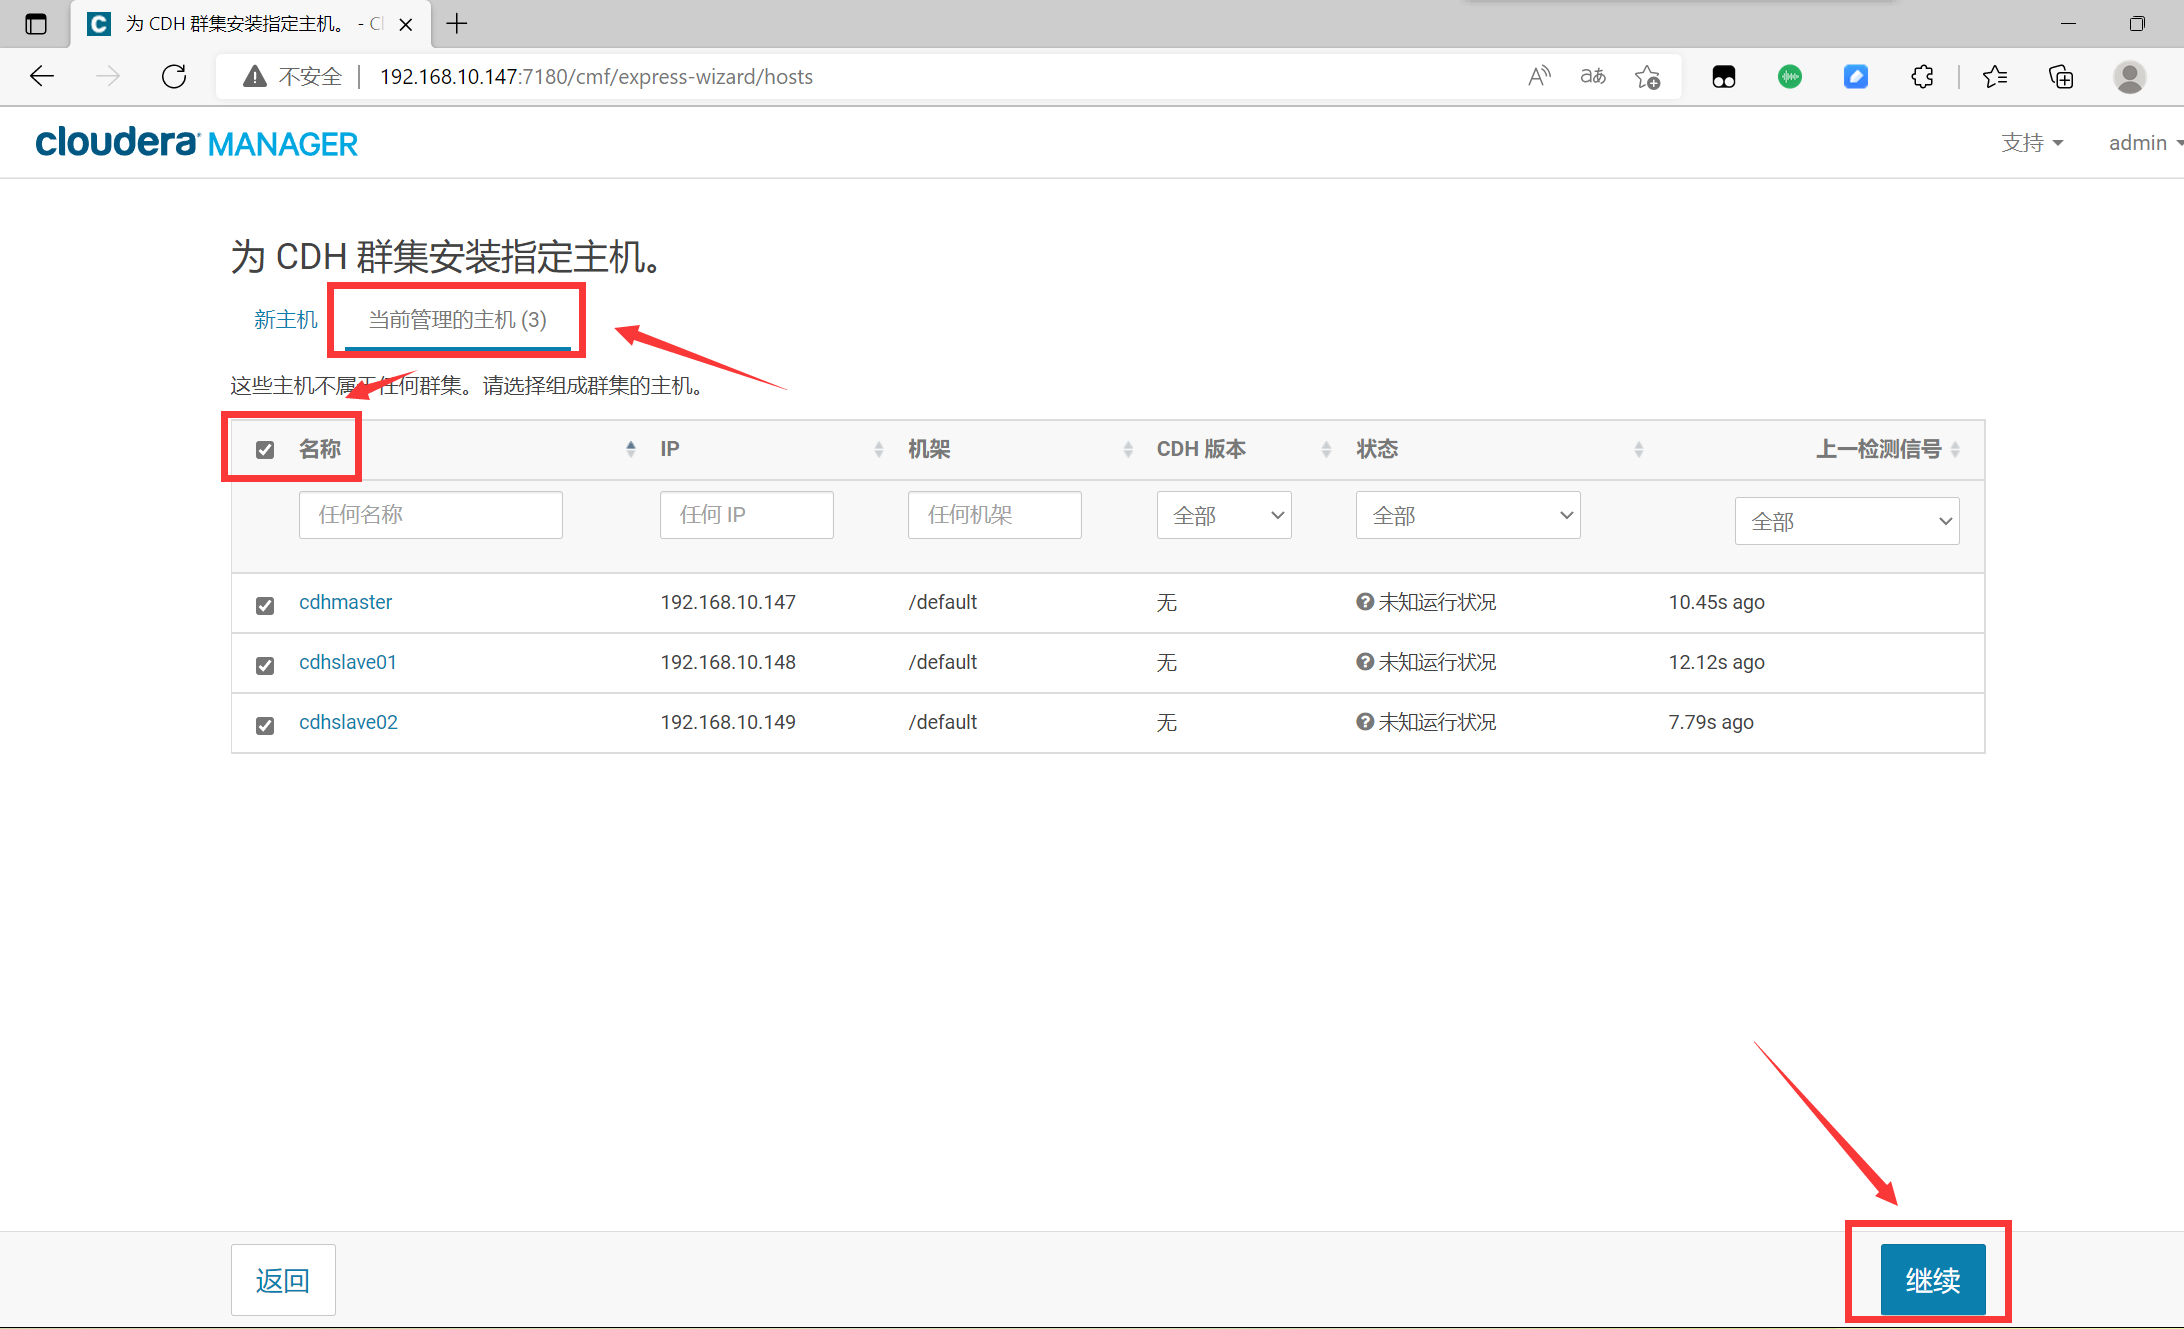 为 CDH 群集安装指定主机。 - Cl
不安全 192.168.10.147:7180/cmf/express-wizard/hosts
cloudera MANAGER
支持
admin
为 CDH 群集安装指定主机。
新主机 当前管理的主机 (3)
这些主机不属于任何群集。请选择组成群集的主机。
名称 IP 机架 CDH 版本 状态 上一检测信号
任何名称 任何 IP 任何机架 全部 全部 全部
cdhmaster 192.168.10.147 /default 无 未知运行状况 10.45s ago
cdhslave01 192.168.10.148 /default 无 未知运行状况 12.12s ago
cdhslave02 192.168.10.149 /default 无 未知运行状况 7.79s ago
返回 继续